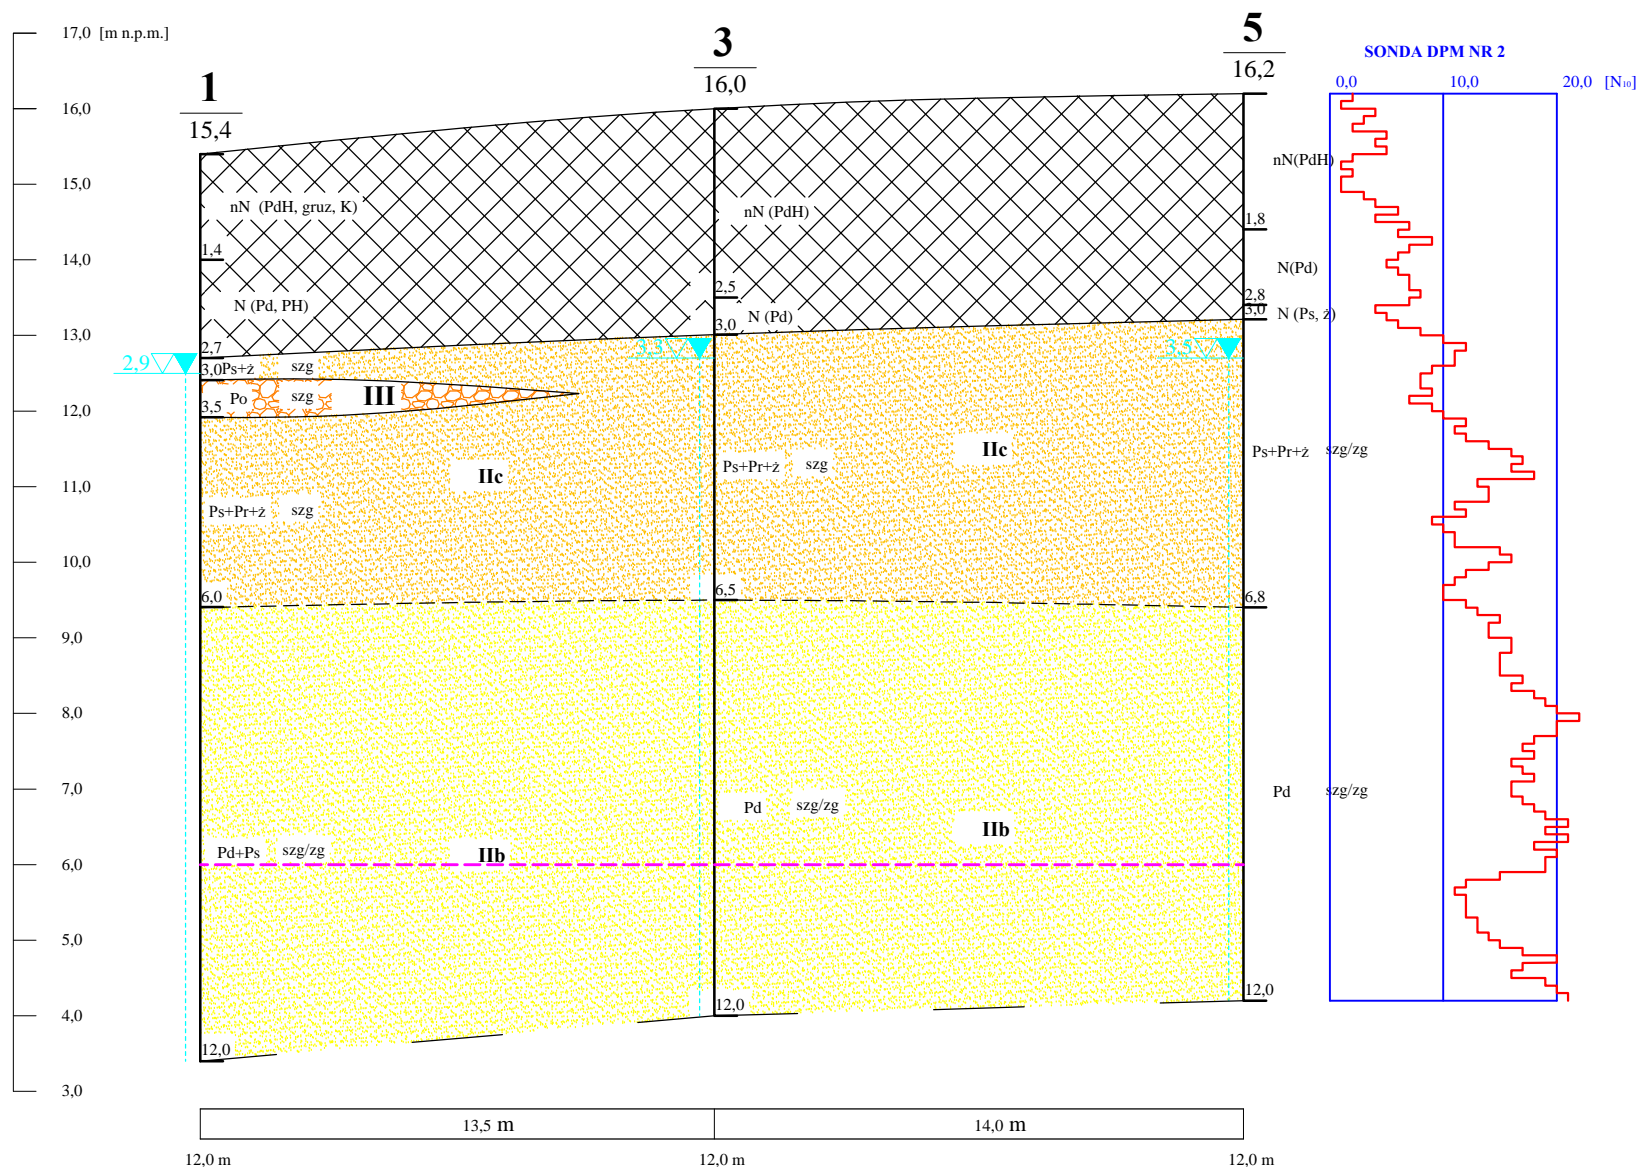 17,0 [m n.p.m.]
16,0
15,0
14,0
13,0
12,0
11,0
10,0
9,0
8,0
7,0
6,0
5,0
4,0
3,0
1
15,4
nN (PdH, gruz, K)
1,4
N (Pd, PH)
2,7
2,9
Ps+ż szg
3,0
Po szg III
3,5
IIc
Ps+Pr+ż szg
6,0
Pd+Ps szg/zg
IIb
12,0
3
16,0
nN (PdH)
2,5
N (Pd)
3,0
3,3
Ps+Pr+ż szg
IIc
6,5
Pd szg/zg
IIb
12,0
5
16,2
nN(PdH)
1,8
N(Pd)
2,8
3,0
N (Ps, ż)
3,5
Ps+Pr+ż szg/zg
6,8
Pd szg/zg
12,0
SONDA DPM NR 2
0,0 10,0 20,0 [N10]
13,5 m 14,0 m
12,0 m 12,0 m 12,0 m